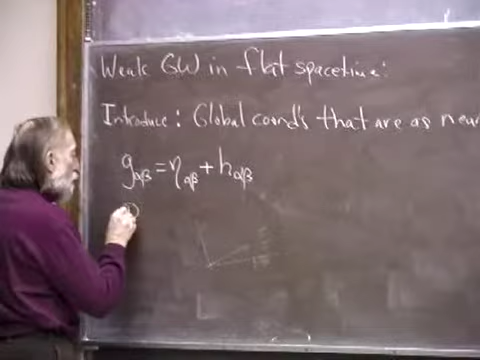 Weak GW in flat spacetime:
Introduce: Global coord's that are as near
g_αβ = η_αβ + h_αβ